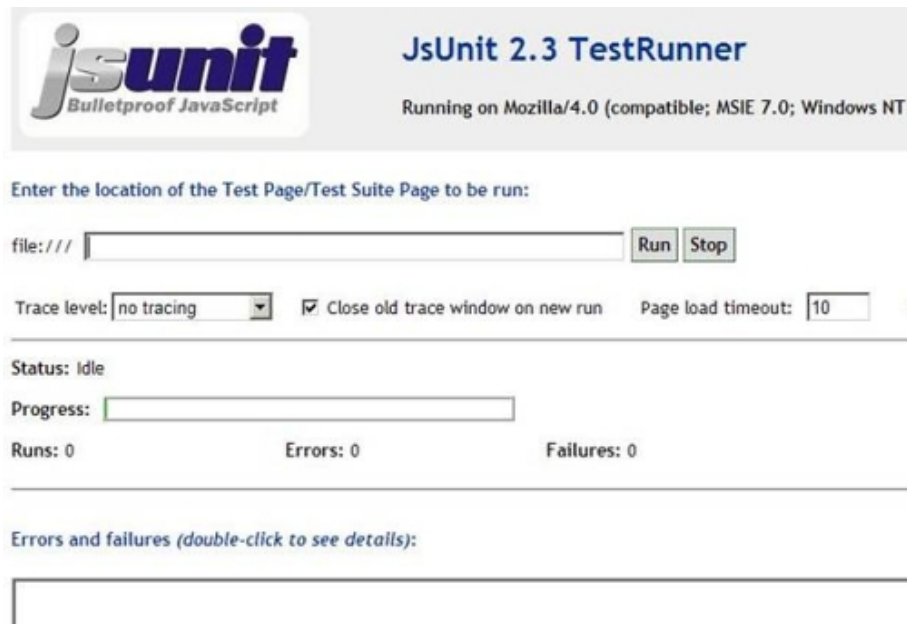 jsunit
Bulletproof JavaScript
JsUnit 2.3 TestRunner
Running on Mozilla/4.0 (compatible; MSIE 7.0; Windows NT
Enter the location of the Test Page/Test Suite Page to be run:
file:/// Run Stop
Trace level: no tracing Close old trace window on new run Page load timeout: 10
Status: Idle
Progress:
Runs: 0 Errors: 0 Failures: 0
Errors and failures (double-click to see details):